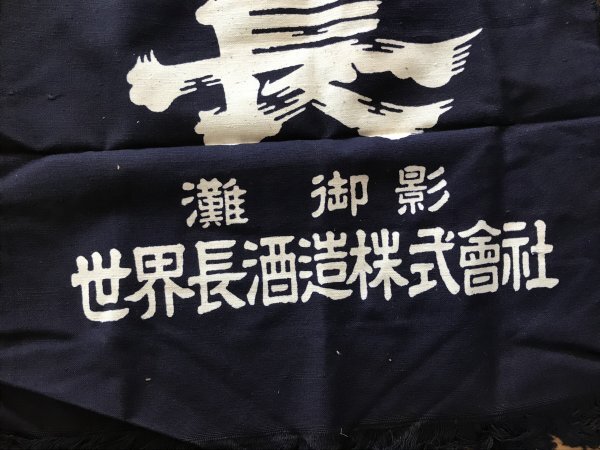 長
灘 御影
世界長酒造株式會社